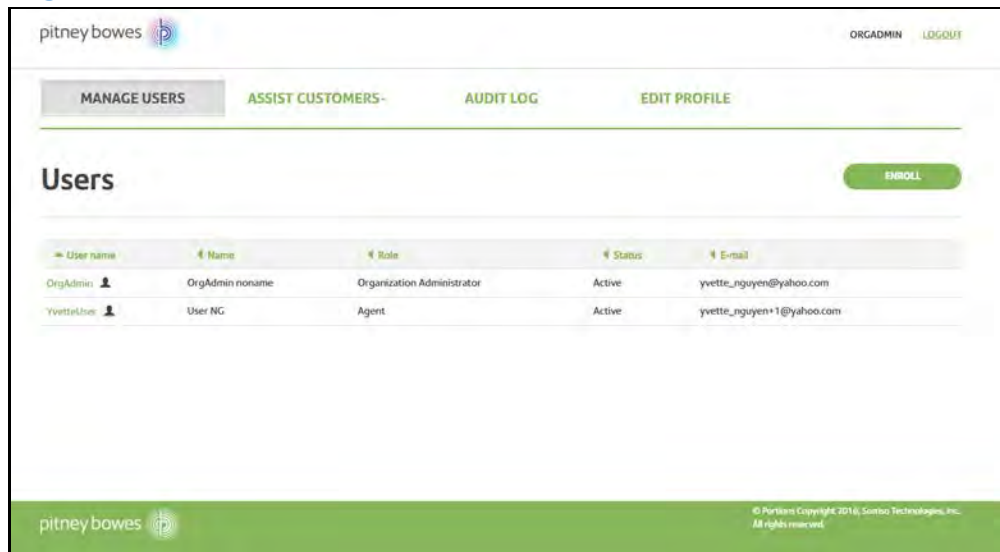 pitney bowes
ORGADMIN LOGOUT
MANAGE USERS ASSIST CUSTOMERS- AUDIT LOG EDIT PROFILE
Users
ENROLL
User name Name Role Status E-mail
OrgAdmin OrgAdmin noname Organization Administrator Active yvette_nguyen@yahoo.com
YvetteUser User NG Agent Active yvette_nguyen+1@yahoo.com
pitney bowes
© Portions Copyright 2016, Sorriso Technologies, Inc.
All rights reserved.